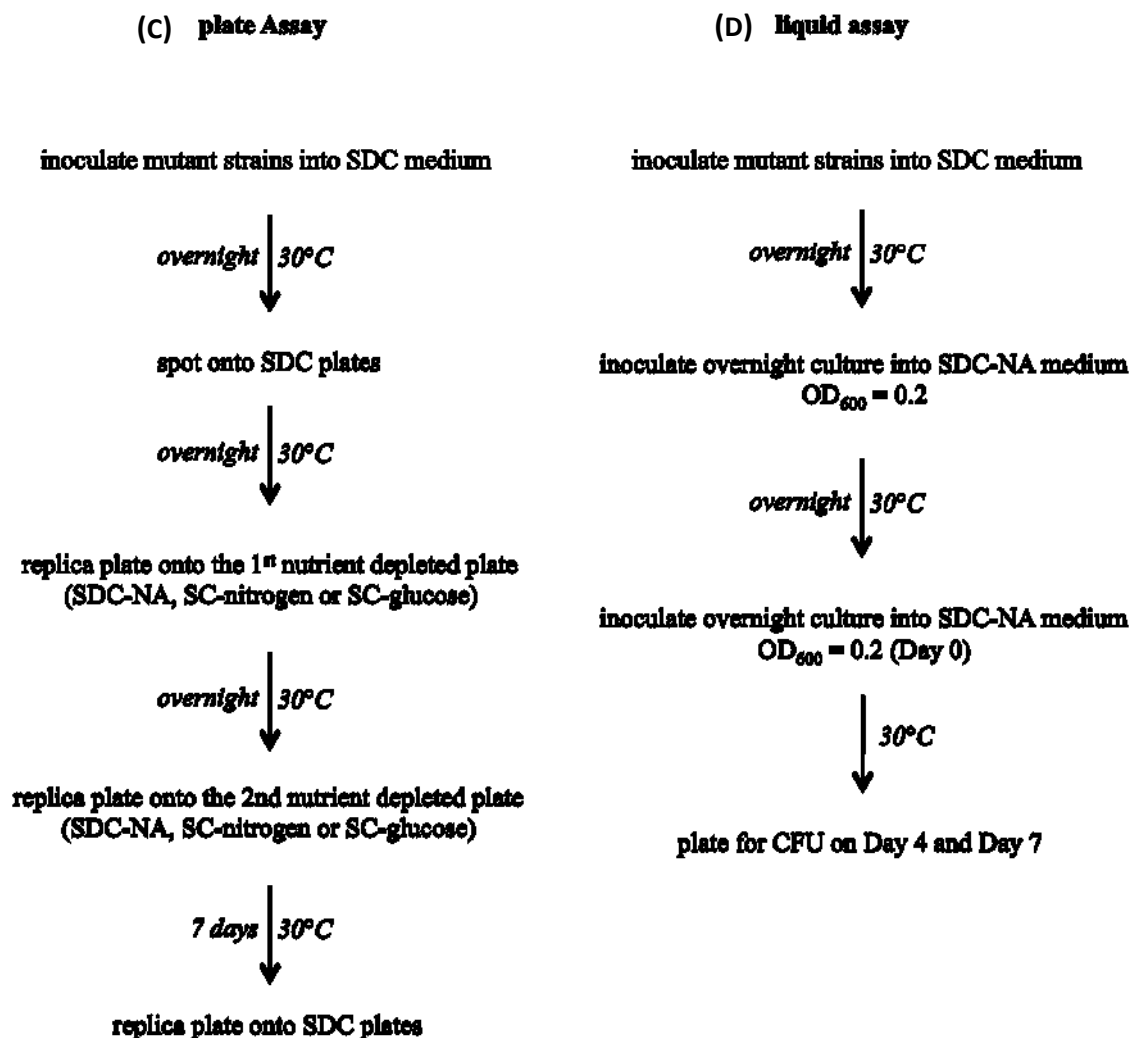 (C) plate Assay
inoculate mutant strains into SDC medium
overnight 30°C
spot onto SDC plates
overnight 30°C
replica plate onto the 1st nutrient depleted plate
(SDC-NA, SC-nitrogen or SC-glucose)
overnight 30°C
replica plate onto the 2nd nutrient depleted plate
(SDC-NA, SC-nitrogen or SC-glucose)
7 days 30°C
replica plate onto SDC plates
(D) liquid assay
inoculate mutant strains into SDC medium
overnight 30°C
inoculate overnight culture into SDC-NA medium
OD600 = 0.2
overnight 30°C
inoculate overnight culture into SDC-NA medium
OD600 = 0.2 (Day 0)
30°C
plate for CFU on Day 4 and Day 7